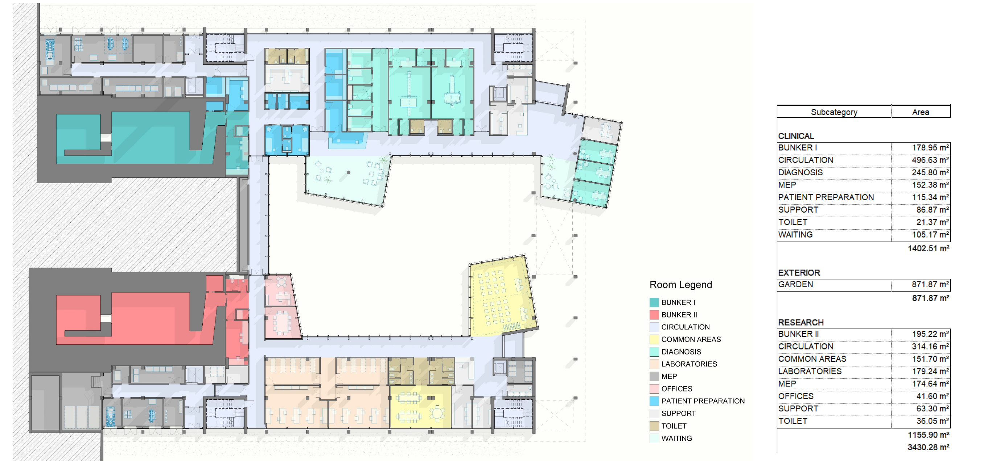 Room Legend
BUNKER I
BUNKER II
CIRCULATION
COMMON AREAS
DIAGNOSIS
LABORATORIES
MEP
OFFICES
PATIENT PREPARATION
SUPPORT
TOILET
WAITING
Subcategory Area
CLINICAL
BUNKER I 178.95 m²
CIRCULATION 496.63 m²
DIAGNOSIS 245.80 m²
MEP 152.38 m²
PATIENT PREPARATION 115.34 m²
SUPPORT 86.87 m²
TOILET 21.37 m²
WAITING 105.17 m²
1402.51 m²
EXTERIOR
GARDEN 871.87 m²
871.87 m²
RESEARCH
BUNKER II 195.22 m²
CIRCULATION 314.16 m²
COMMON AREAS 151.70 m²
LABORATORIES 179.24 m²
MEP 174.64 m²
OFFICES 41.60 m²
SUPPORT 63.30 m²
TOILET 36.05 m²
1155.90 m²
3430.28 m²